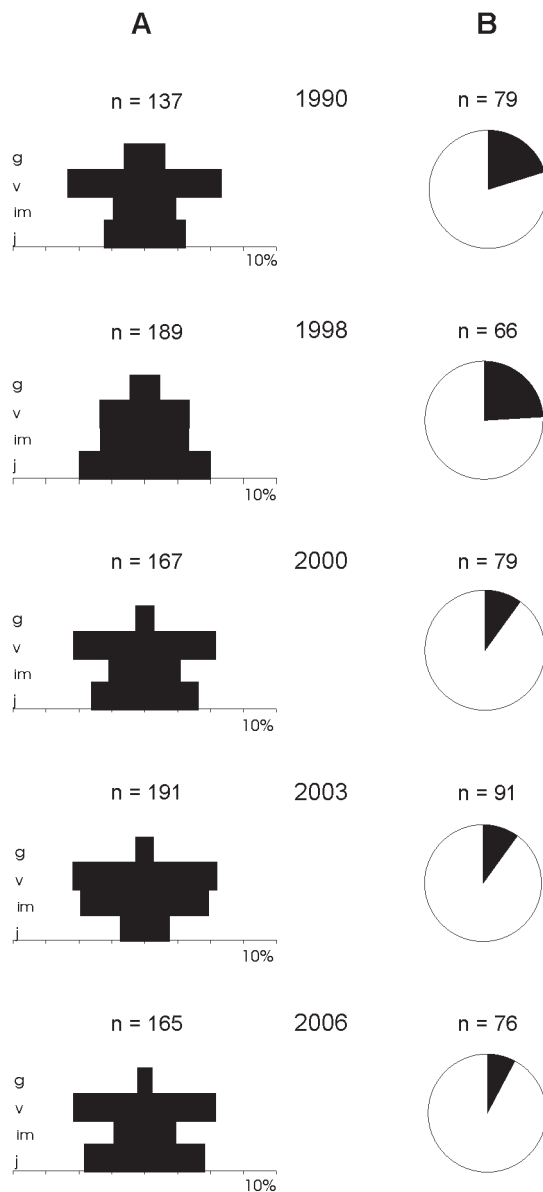 A B
n = 137 1990 n = 79
g
v
im
j
10%
n = 189 1998 n = 66
g
v
im
j
10%
n = 167 2000 n = 79
g
v
im
j
10%
n = 191 2003 n = 91
g
v
im
j
10%
n = 165 2006 n = 76
g
v
im
j
10%